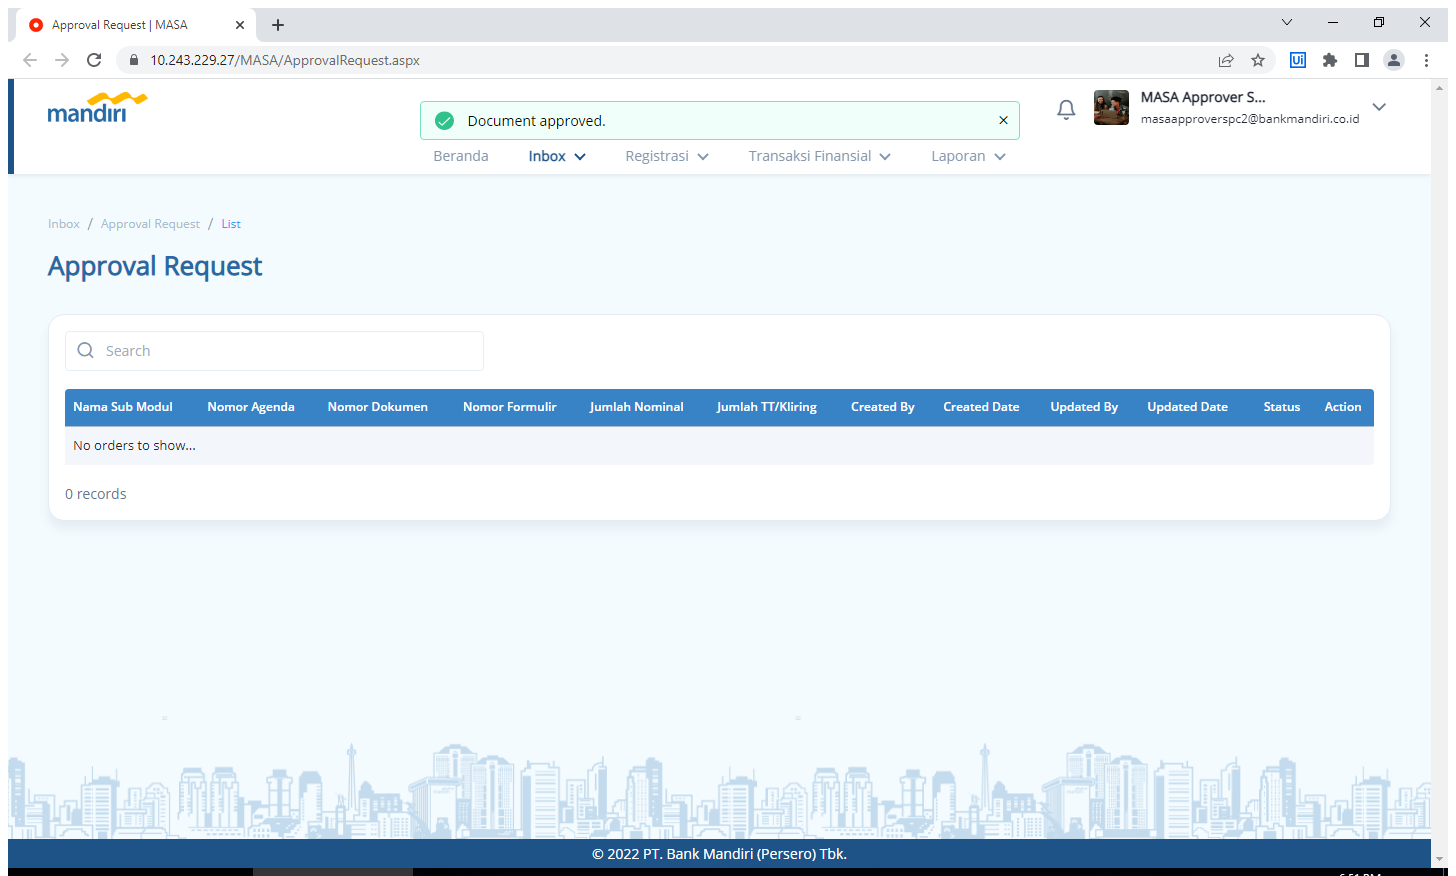 Approval Request | MASA
10.243.229.27/MASA/ApprovalRequest.aspx
Ui
mandiri
Document approved.
MASA Approver S...
masaapproverspc2@bankmandiri.co.id
Beranda Inbox Registrasi Transaksi Finansial Laporan
Inbox / Approval Request / List
Approval Request
Search
Nama Sub Modul Nomor Agenda Nomor Dokumen Nomor Formulir Jumlah Nominal Jumlah TT/Kliring Created By Created Date Updated By Updated Date Status Action
No orders to show...
0 records
© 2022 PT. Bank Mandiri (Persero) Tbk.